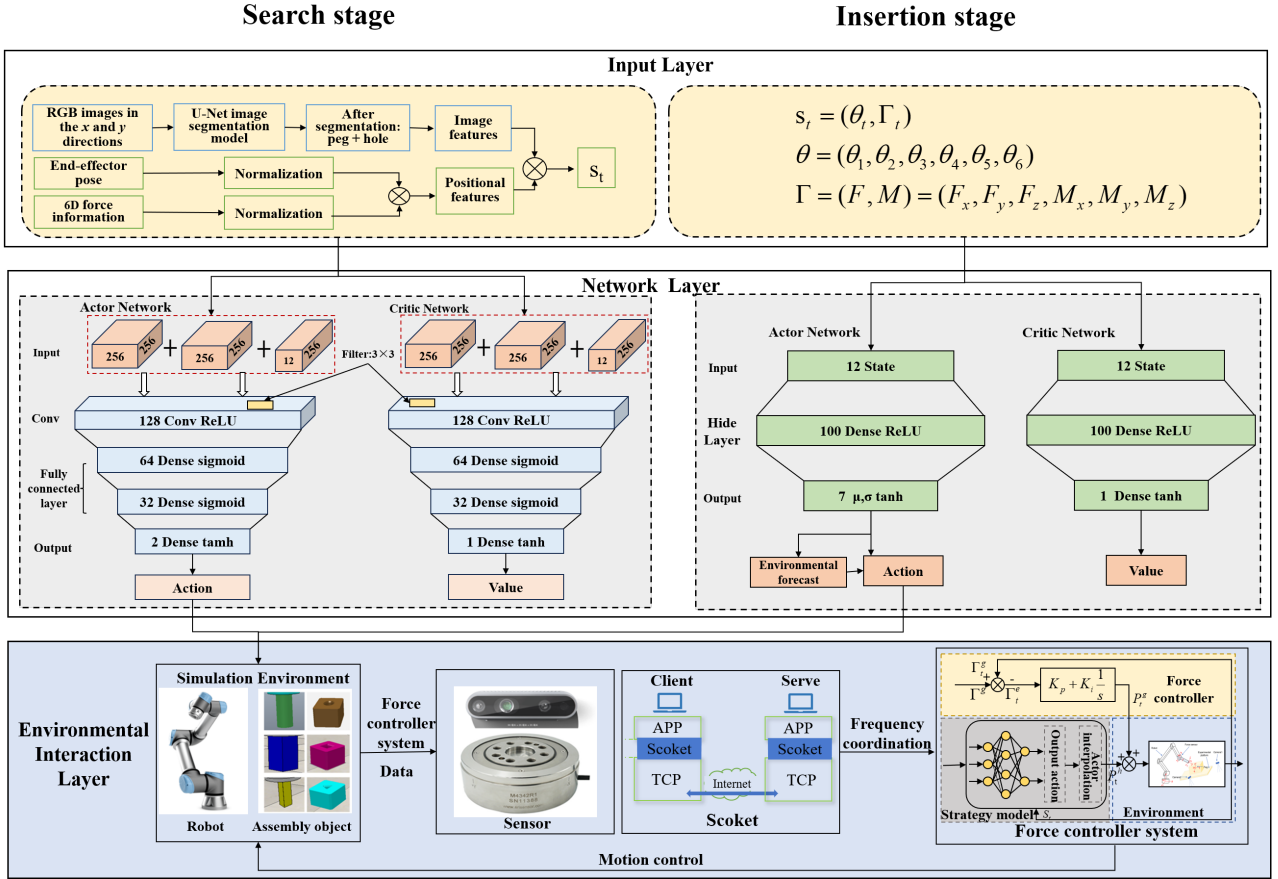 Search stage
Insertion stage
Input Layer
RGB images in
the x and y
directions
U-Net image
segmentation
model
After
segmentation:
peg + hole
Image
features
End-effector
pose
Normalization
Positional
features
6D force
information
Normalization
S_t
s_t = (θ_t, Γ_t)
θ = (θ_1, θ_2, θ_3, θ_4, θ_5, θ_6)
Γ = (F, M) = (F_x, F_y, F_z, M_x, M_y, M_z)
Network Layer
Actor Network
Critic Network
Input
256
256
+
256
256
+
12
256
Filter:3×3
256
256
+
256
256
+
12
256
Conv
128 Conv ReLU
128 Conv ReLU
64 Dense sigmoid
64 Dense sigmoid
Fully
connected
layer
32 Dense sigmoid
32 Dense sigmoid
Output
2 Dense tamh
1 Dense tanh
Action
Value
Actor Network
Critic Network
Input
12 State
12 State
Hide
Layer
100 Dense ReLU
100 Dense ReLU
Output
7 μ,σ tanh
1 Dense tanh
Environmental
forecast
Action
Value
Environmental
Interaction
Layer
Simulation Environment
Robot
Assembly object
Force
controller
system
Data
M4342R1
Sensor
Client
Serve
APP
APP
Scoket
Scoket
TCP
Internet
TCP
Scoket
Frequency
coordination
Γ_t^g
+
-
Γ^g
Γ_t^e
K_p + K_i 1/s
P_t^g
Force
controller
Output action
Actor
interpolation
+
+
Strategy model
S_t
Environment
Force controller system
Motion control